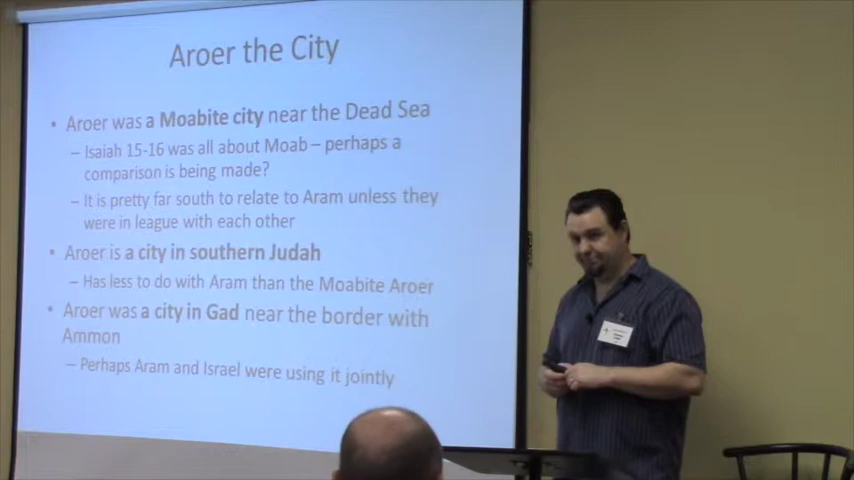 Aroer the City
• Aroer was a Moabite city near the Dead Sea
– Isaiah 15-16 was all about Moab – perhaps a
comparison is being made?
– It is pretty far south to relate to Aram unless they
were in league with each other
• Aroer is a city in southern Judah
– Has less to do with Aram than the Moabite Aroer
• Aroer was a city in Gad near the border with
Ammon
– Perhaps Aram and Israel were using it jointly